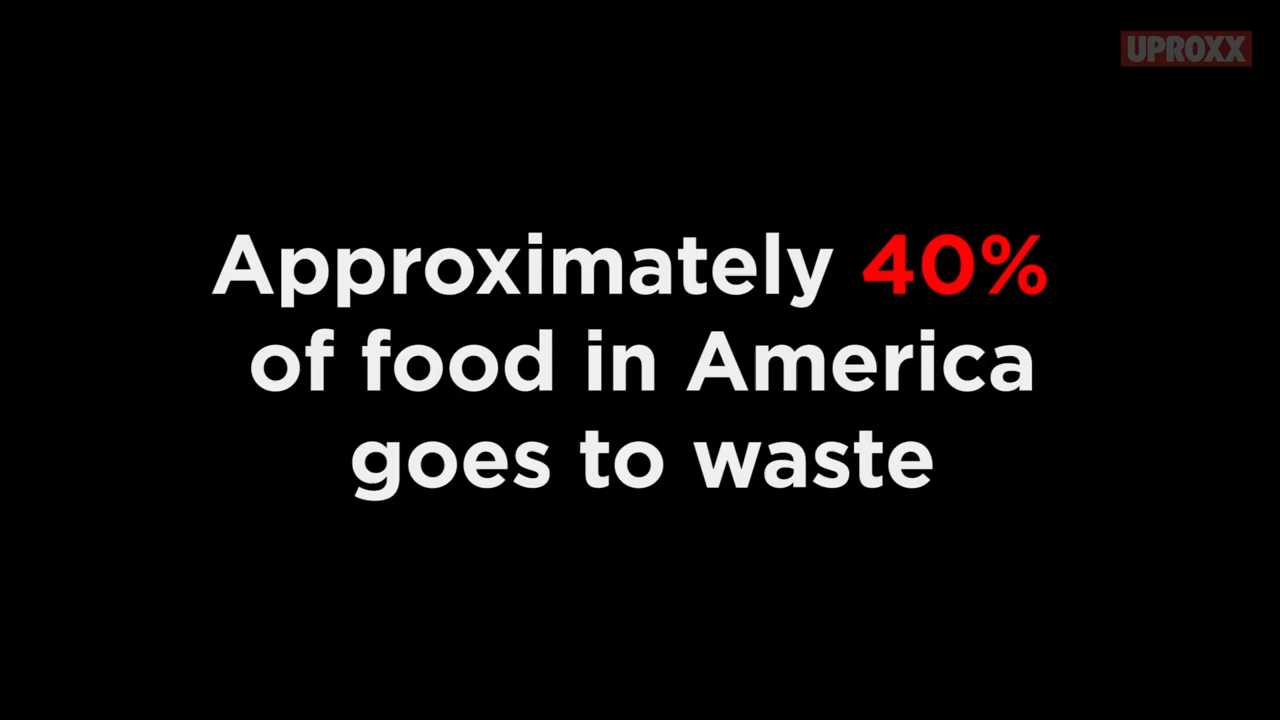 UPROXX
Approximately 40%
of food in America
goes to waste